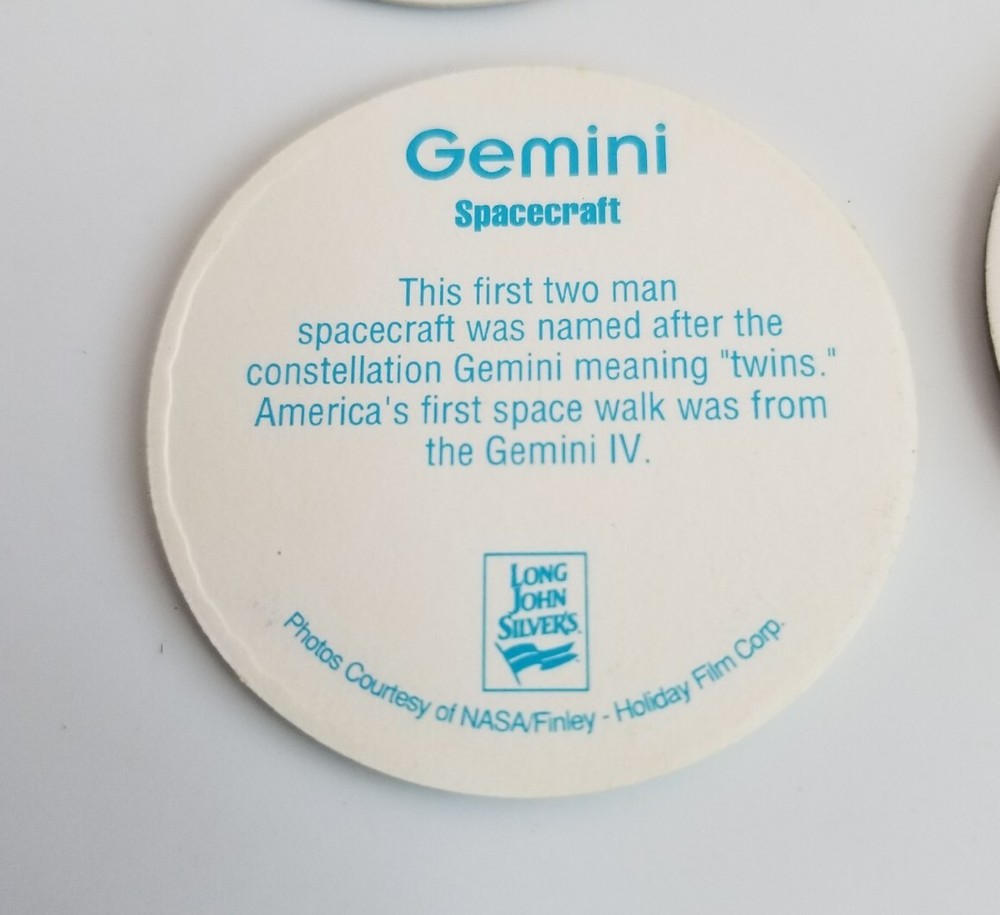 Gemini
Spacecraft
This first two man
spacecraft was named after the
constellation Gemini meaning "twins."
America's first space walk was from
the Gemini IV.
LONG
JOHN
SILVER'S
Photos Courtesy of NASA/Finley - Holiday Film Corp.